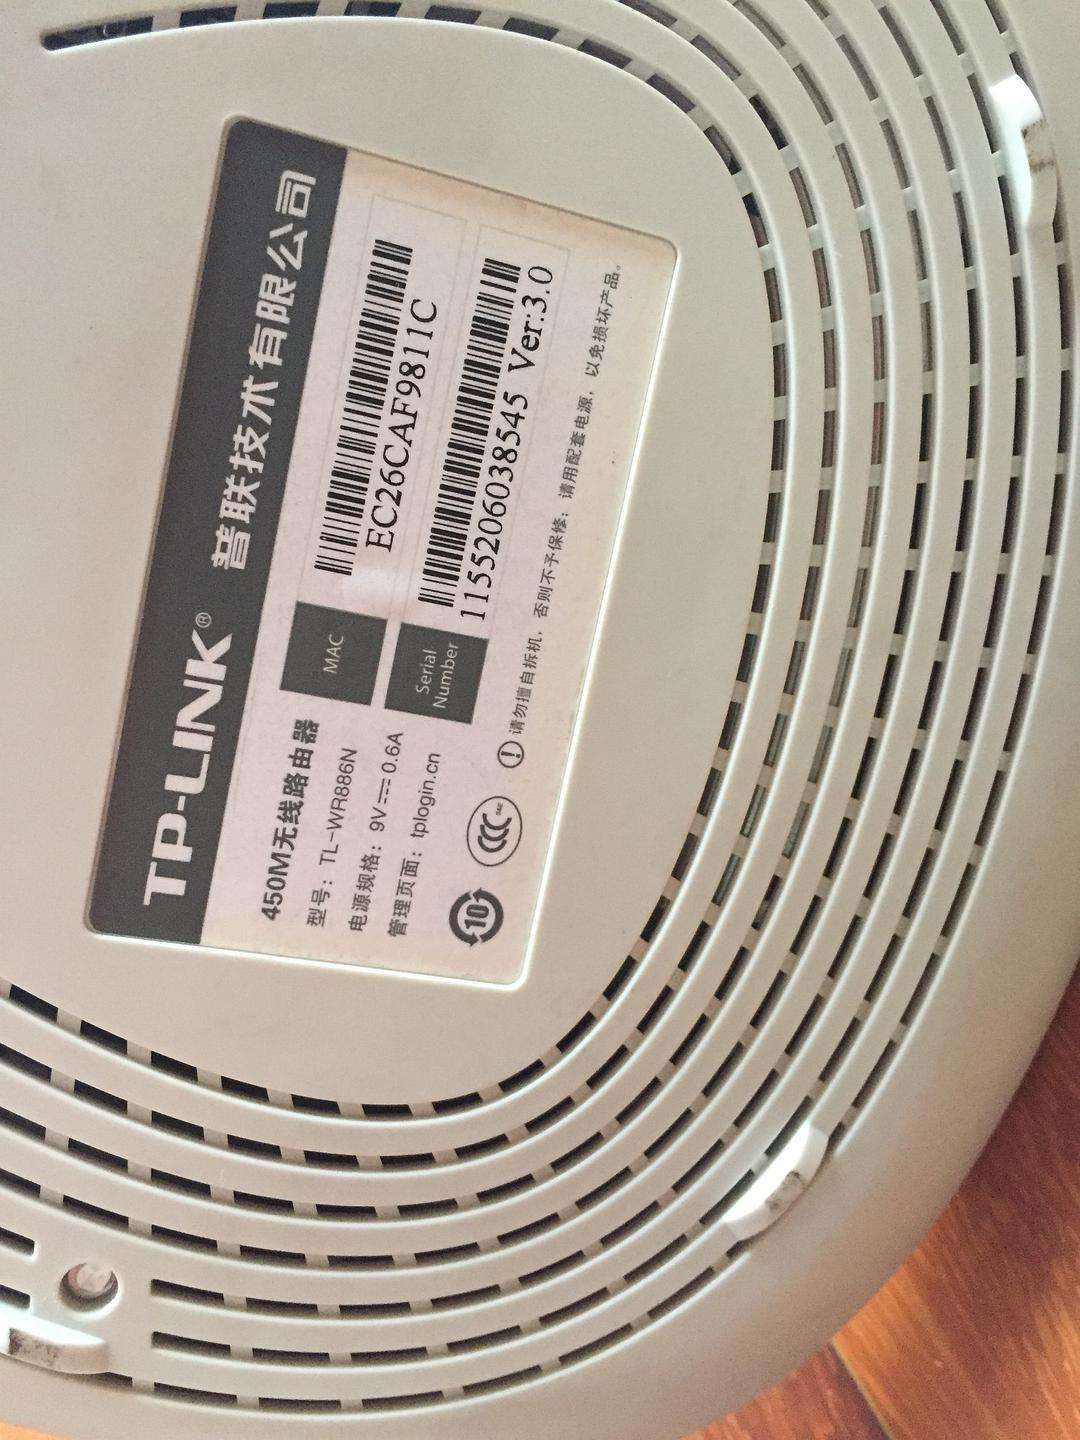 TP-LINK® 普联技术有限公司
450M无线路由器
型号：TL-WR886N
电源规格：9V⎓0.6A
管理页面：tplogin.cn
MAC
EC26CAF9811C
Serial
Number
1155206038545 Ver:3.0
10
CCC
请勿擅自拆机，否则不予保修；请用配套电源，以免损坏产品。